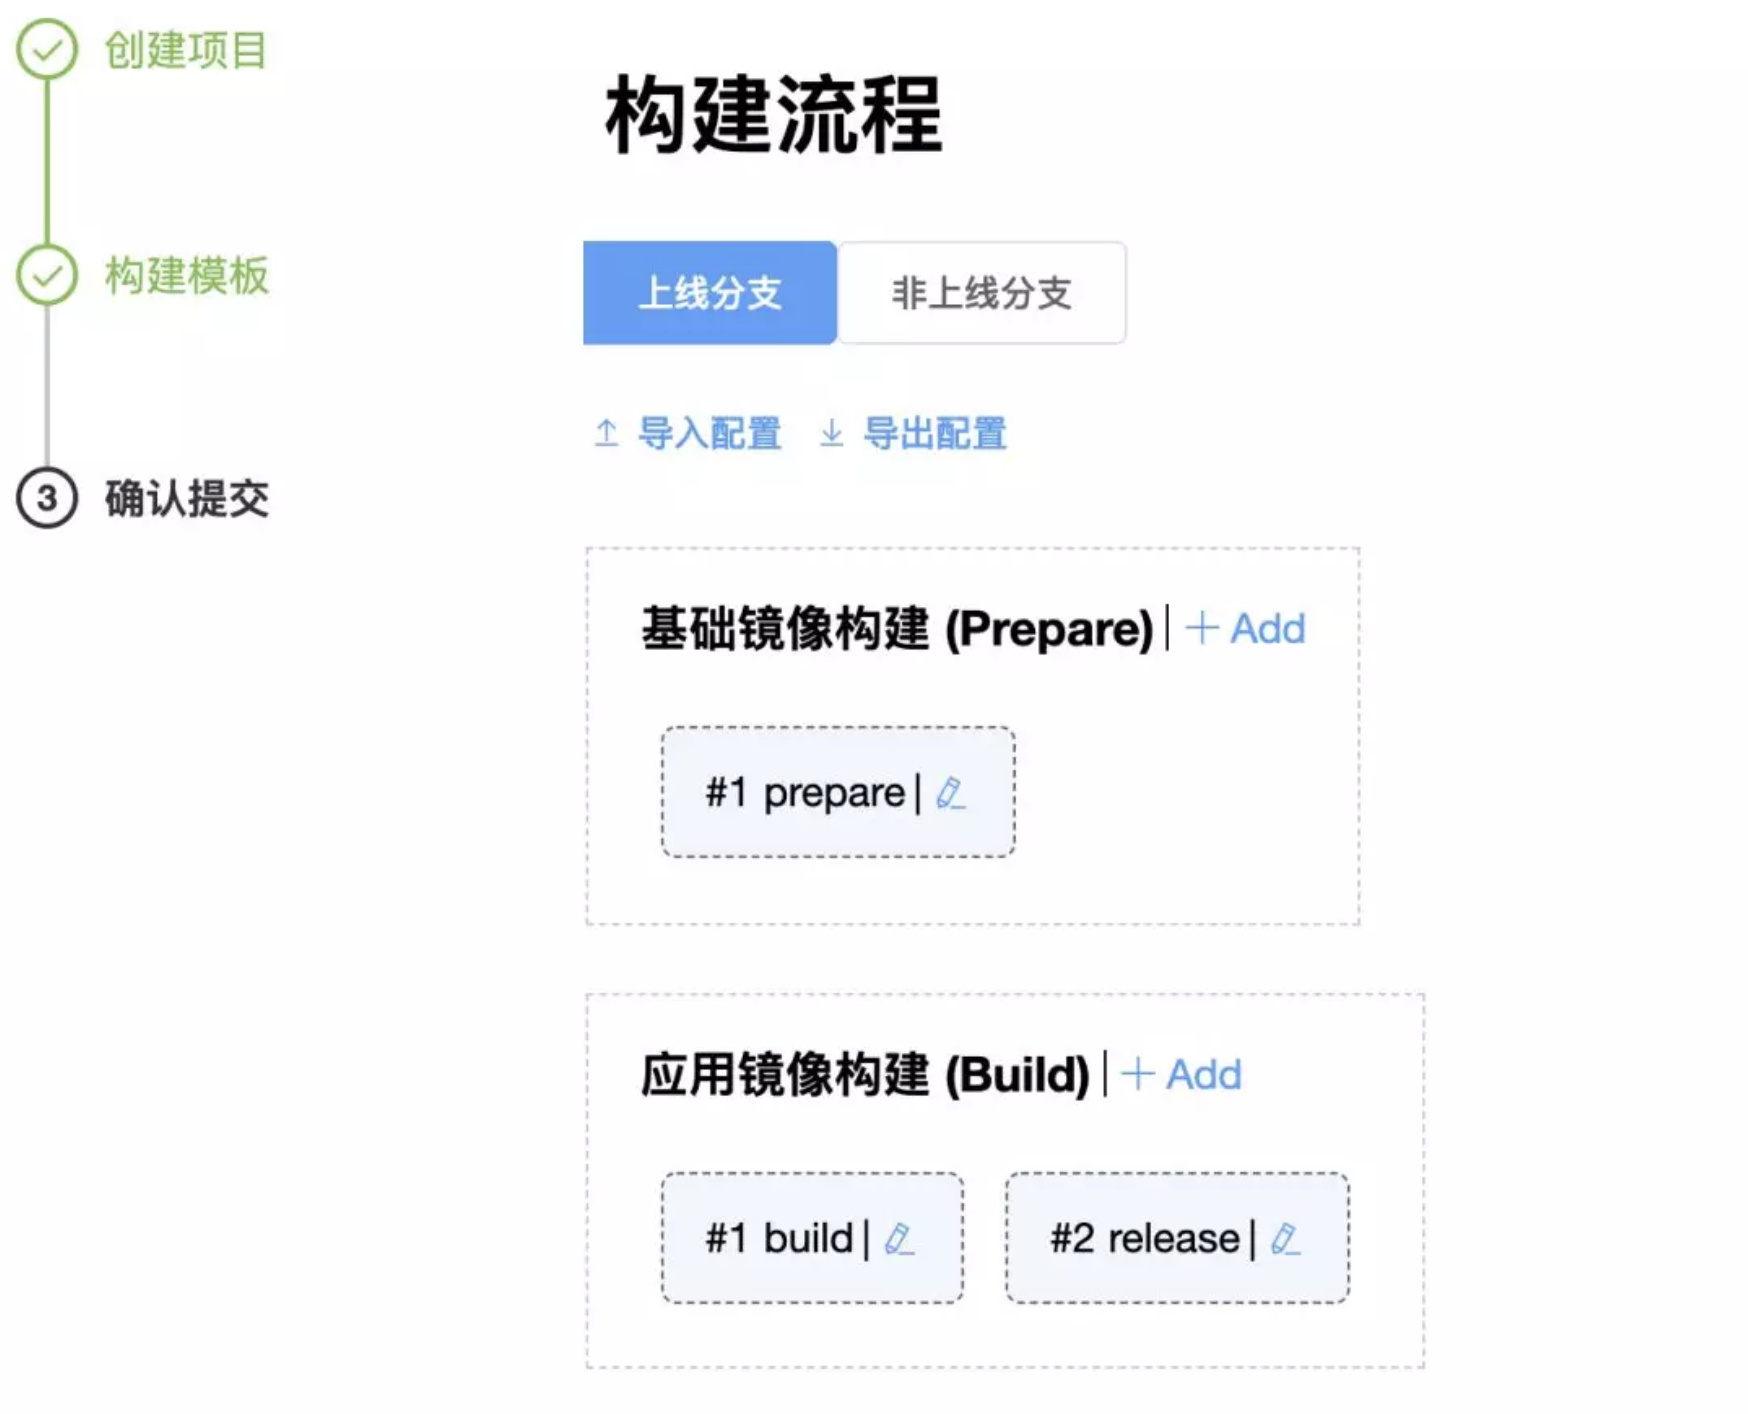 创建项目
构建模板
3 确认提交
构建流程
上线分支 非上线分支
导入配置 导出配置
基础镜像构建 (Prepare) | + Add
#1 prepare |
应用镜像构建 (Build) | + Add
#1 build | #2 release |